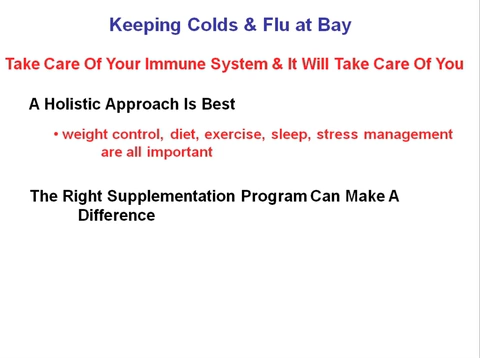 Keeping Colds & Flu at Bay
Take Care Of Your Immune System & It Will Take Care Of You
A Holistic Approach Is Best
• weight control, diet, exercise, sleep, stress management
are all important
The Right Supplementation Program Can Make A
Difference